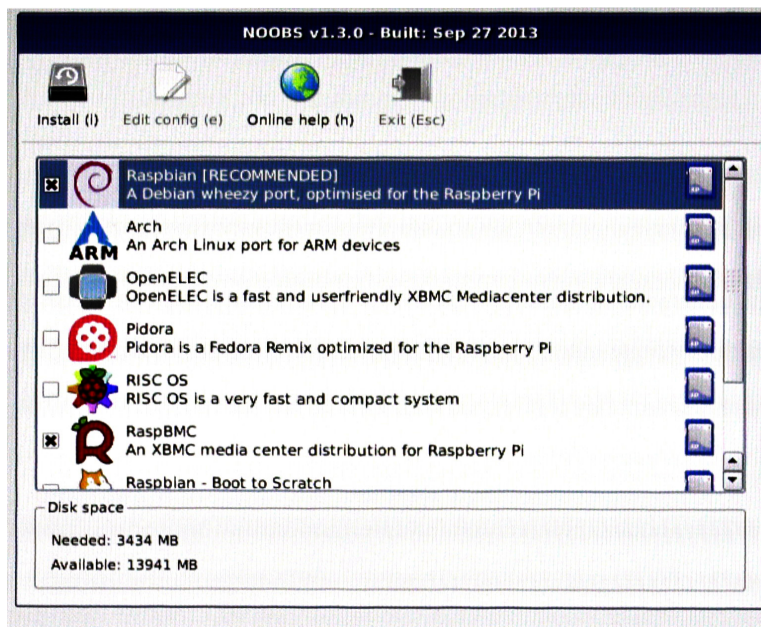 NOOBS v1.3.0 - Built: Sep 27 2013
Install (i) Edit config (e) Online help (h) Exit (Esc)
Raspbian [RECOMMENDED]
A Debian wheezy port, optimised for the Raspberry Pi
ARM
Arch
An Arch Linux port for ARM devices
OpenELEC
OpenELEC is a fast and userfriendly XBMC Mediacenter distribution.
Pidora
Pidora is a Fedora Remix optimized for the Raspberry Pi
RISC OS
RISC OS is a very fast and compact system
RaspBMC
An XBMC media center distribution for Raspberry Pi
Raspbian - Boot to Scratch
Disk space
Needed: 3434 MB
Available: 13941 MB